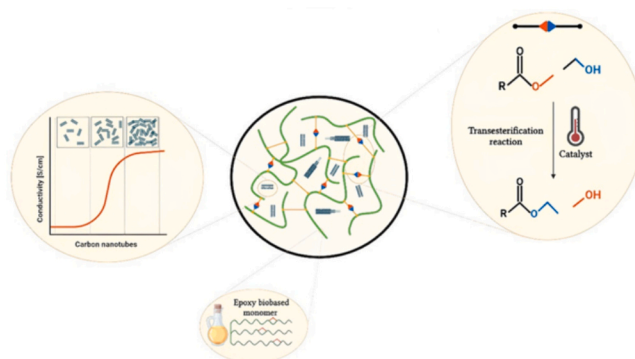 Conductivity [S/cm]
Carbon nanotubes
O
R
O
OH
Transesterification
reaction
Catalyst
O
R
O
OH
Epoxy biobased
monomer